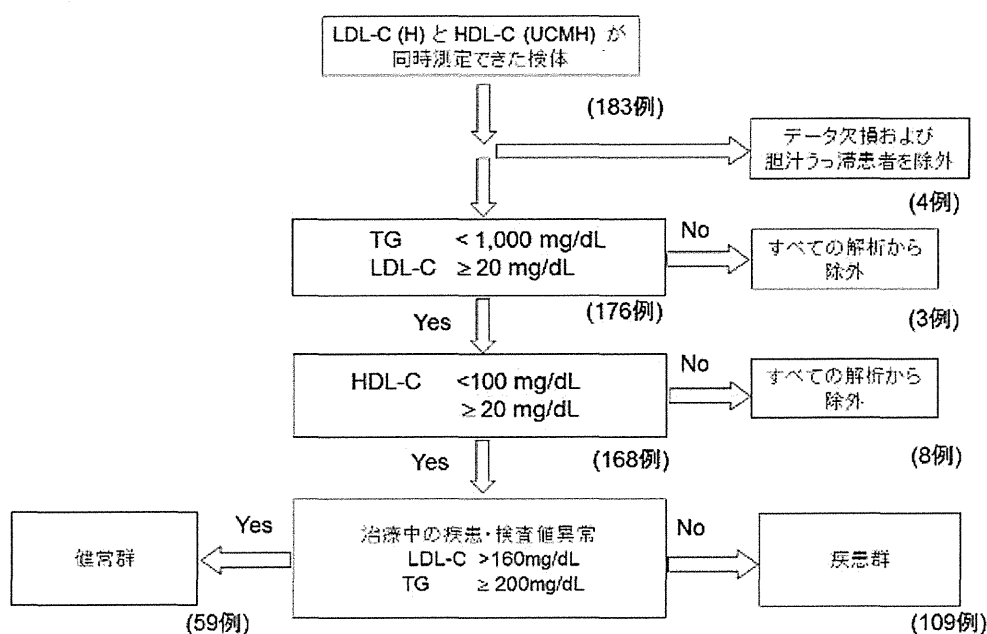 LDL-C (H) と HDL-C (UCMH) が
同時測定できた検体
(183例)
データ欠損および
胆汁うっ滞患者を除外
(4例)
TG < 1,000 mg/dL
LDL-C ≥ 20 mg/dL
No
すべての解析から
除外
(176例)
(3例)
Yes
HDL-C <100 mg/dL
≥ 20 mg/dL
No
すべての解析から
除外
(168例)
(8例)
Yes
治療中の疾患・検査値異常
LDL-C >160mg/dL
TG ≥ 200mg/dL
Yes
健常群
(59例)
No
疾患群
(109例)